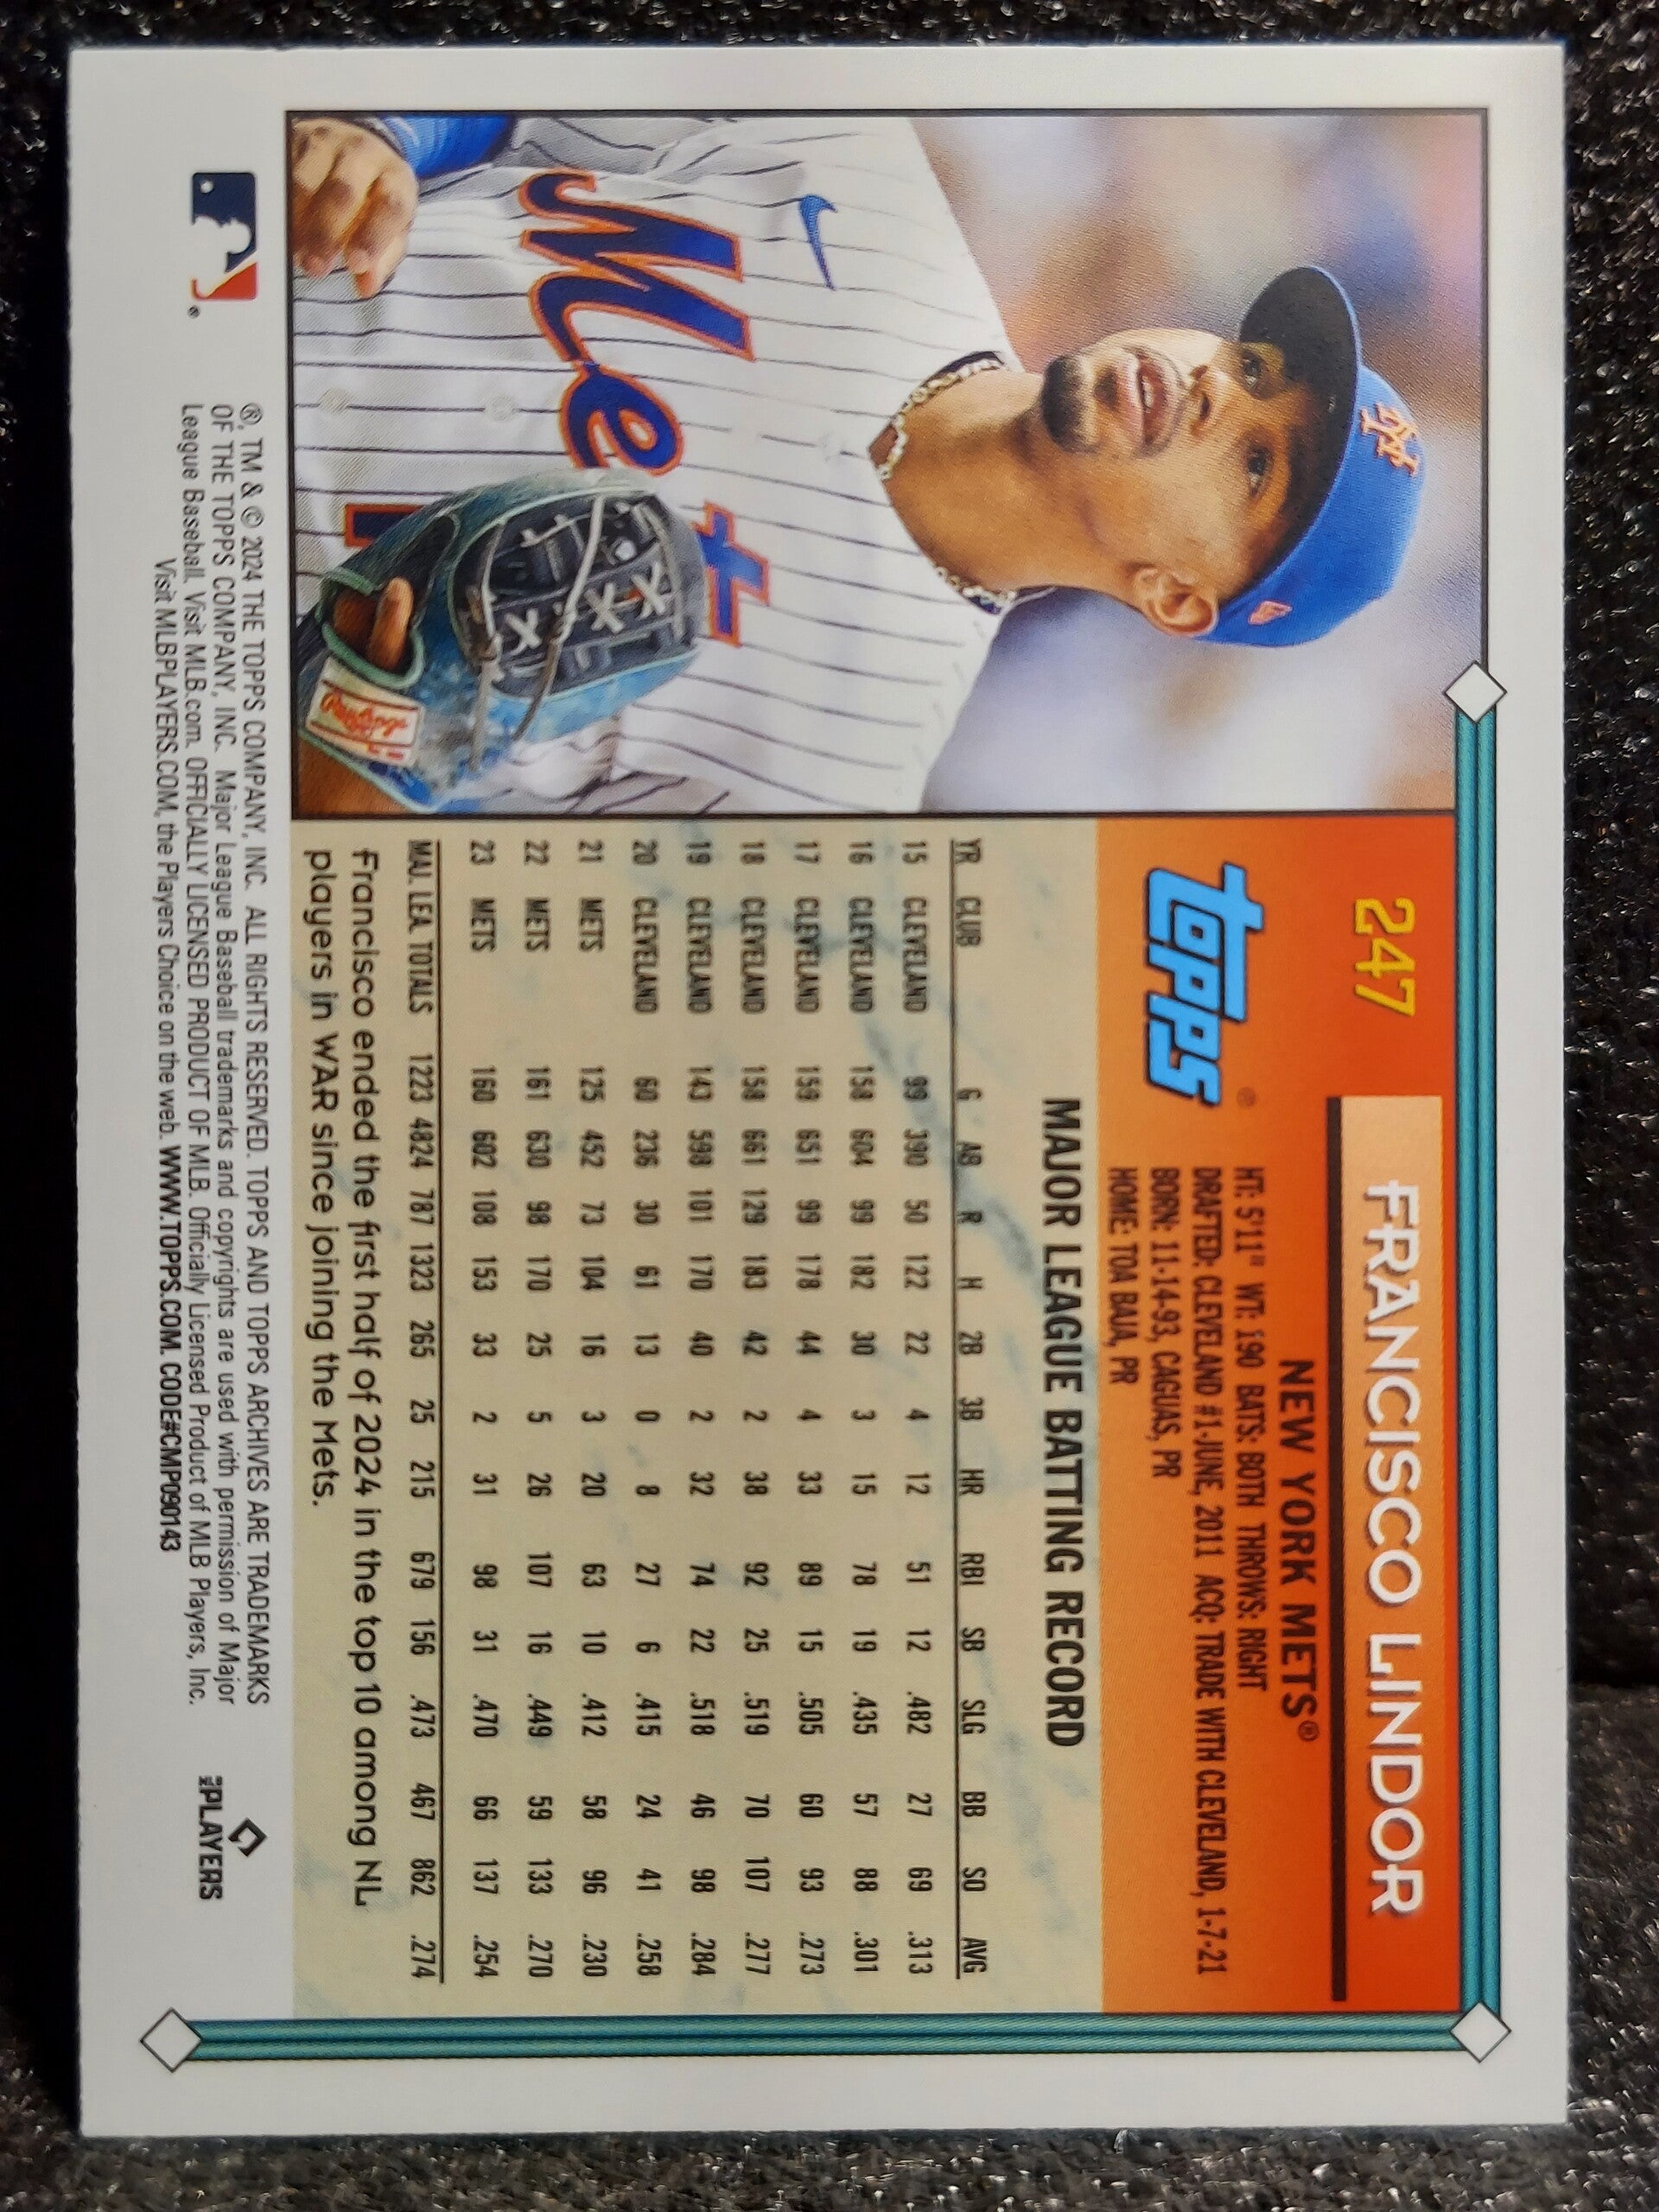 247
FRANCISCO LINDOR
NEW YORK METS®
topps®
HT: 5'11" WT: 190 BATS: BOTH THROWS: RIGHT
DRAFTED: CLEVELAND #1-JUNE, 2011 ACQ: TRADE WITH CLEVELAND, 1-7-21
BORN: 11-14-93, CAGUAS, PR
HOME: TOA BAJA, PR
MAJOR LEAGUE BATTING RECORD
YR CLUB G AB R H 2B 3B HR RBI SB SLG BB SO AVG
15 CLEVELAND 99 390 50 122 22 4 12 51 12 .482 27 69 .313
16 CLEVELAND 158 604 99 182 30 3 15 78 19 .435 57 88 .301
17 CLEVELAND 159 651 99 178 44 4 33 89 15 .505 60 93 .273
18 CLEVELAND 158 661 129 183 42 2 38 92 25 .519 70 107 .277
19 CLEVELAND 143 598 101 170 40 2 32 74 22 .518 46 98 .284
20 CLEVELAND 60 236 30 61 13 0 8 27 6 .415 24 41 .258
21 METS 125 452 73 104 16 3 20 63 10 .412 58 96 .230
22 METS 161 630 98 170 25 5 26 107 16 .449 59 133 .270
23 METS 160 602 108 153 33 2 31 98 31 .470 66 137 .254
MAJ. LEA. TOTALS 1223 4824 787 1323 265 25 215 679 156 .473 467 862 .274
Francisco ended the first half of 2024 in the top 10 among NL
players in WAR since joining the Mets.
Met
NY
Rawlings
®, TM & © 2024 THE TOPPS COMPANY, INC. ALL RIGHTS RESERVED. TOPPS AND TOPPS ARCHIVES ARE TRADEMARKS
OF THE TOPPS COMPANY, INC. Major League Baseball trademarks and copyrights are used with permission of Major
League Baseball. Visit MLB.com. OFFICIALLY LICENSED PRODUCT OF MLB. Officially Licensed Product of MLB Players, Inc.
Visit MLBPLAYERS.COM, the Players Choice on the web. WWW.TOPPS.COM. CODE#CMP090143
®
MLB PLAYERS